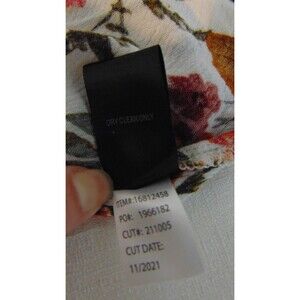 DRY CLEAN ONLY
ITEM#: 16812458
PO#: 1966182
CUT#: 211005
CUT DATE:
11/2021